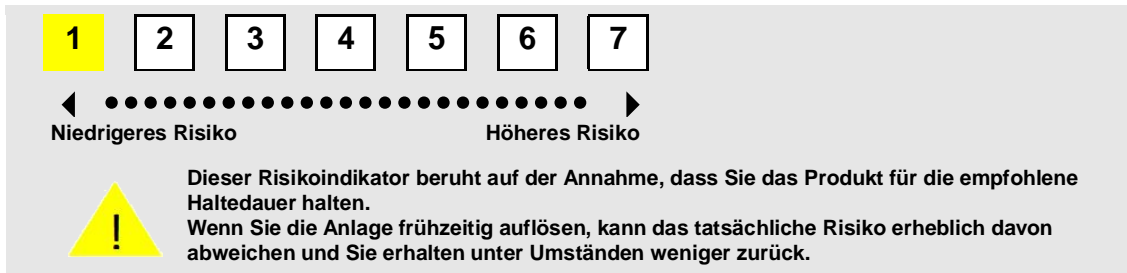 1 2 3 4 5 6 7
Niedrigeres Risiko Höheres Risiko
Dieser Risikoindikator beruht auf der Annahme, dass Sie das Produkt für die empfohlene
Haltedauer halten.
Wenn Sie die Anlage frühzeitig auflösen, kann das tatsächliche Risiko erheblich davon
abweichen und Sie erhalten unter Umständen weniger zurück.
!